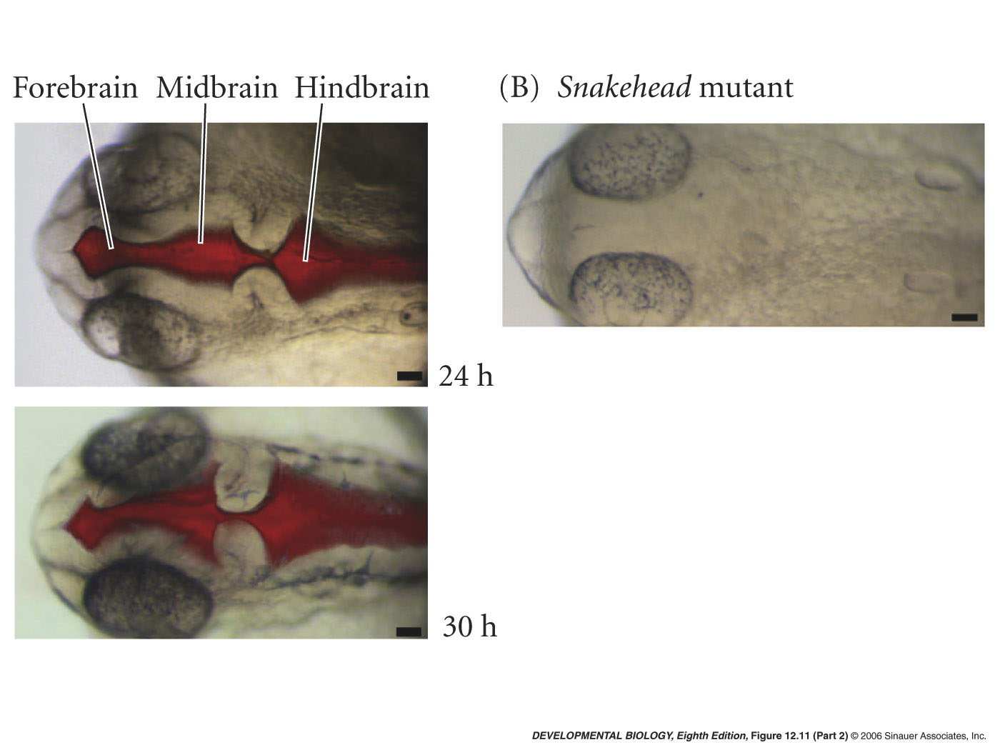 Forebrain Midbrain Hindbrain
(B) Snakehead mutant
24 h
30 h
DEVELOPMENTAL BIOLOGY, Eighth Edition, Figure 12.11 (Part 2) © 2006 Sinauer Associates, Inc.